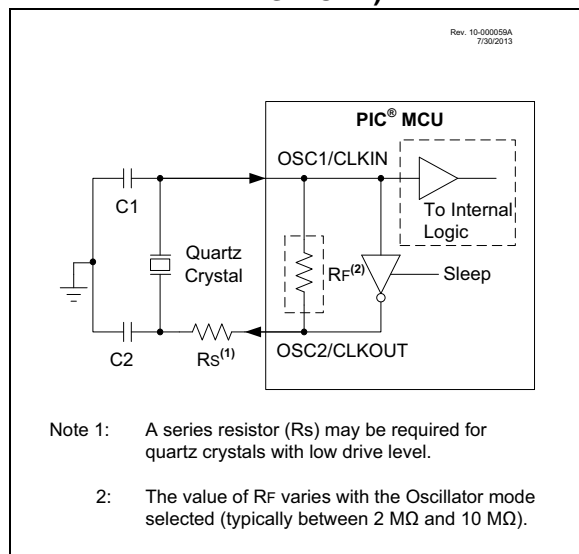 Rev. 10-000059A
7/30/2013
PIC® MCU
OSC1/CLKIN
C1
To Internal
Logic
Quartz
Crystal
RF(2)
Sleep
C2
RS(1)
OSC2/CLKOUT
Note 1: A series resistor (Rs) may be required for
quartz crystals with low drive level.
2: The value of RF varies with the Oscillator mode
selected (typically between 2 MΩ and 10 MΩ).